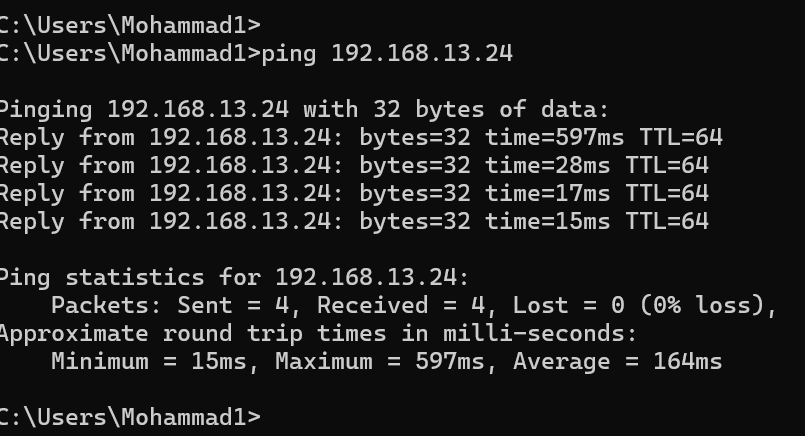 C:\Users\Mohammad1>
C:\Users\Mohammad1>ping 192.168.13.24
Pinging 192.168.13.24 with 32 bytes of data:
Reply from 192.168.13.24: bytes=32 time=597ms TTL=64
Reply from 192.168.13.24: bytes=32 time=28ms TTL=64
Reply from 192.168.13.24: bytes=32 time=17ms TTL=64
Reply from 192.168.13.24: bytes=32 time=15ms TTL=64
Ping statistics for 192.168.13.24:
    Packets: Sent = 4, Received = 4, Lost = 0 (0% loss),
Approximate round trip times in milli-seconds:
    Minimum = 15ms, Maximum = 597ms, Average = 164ms
C:\Users\Mohammad1>